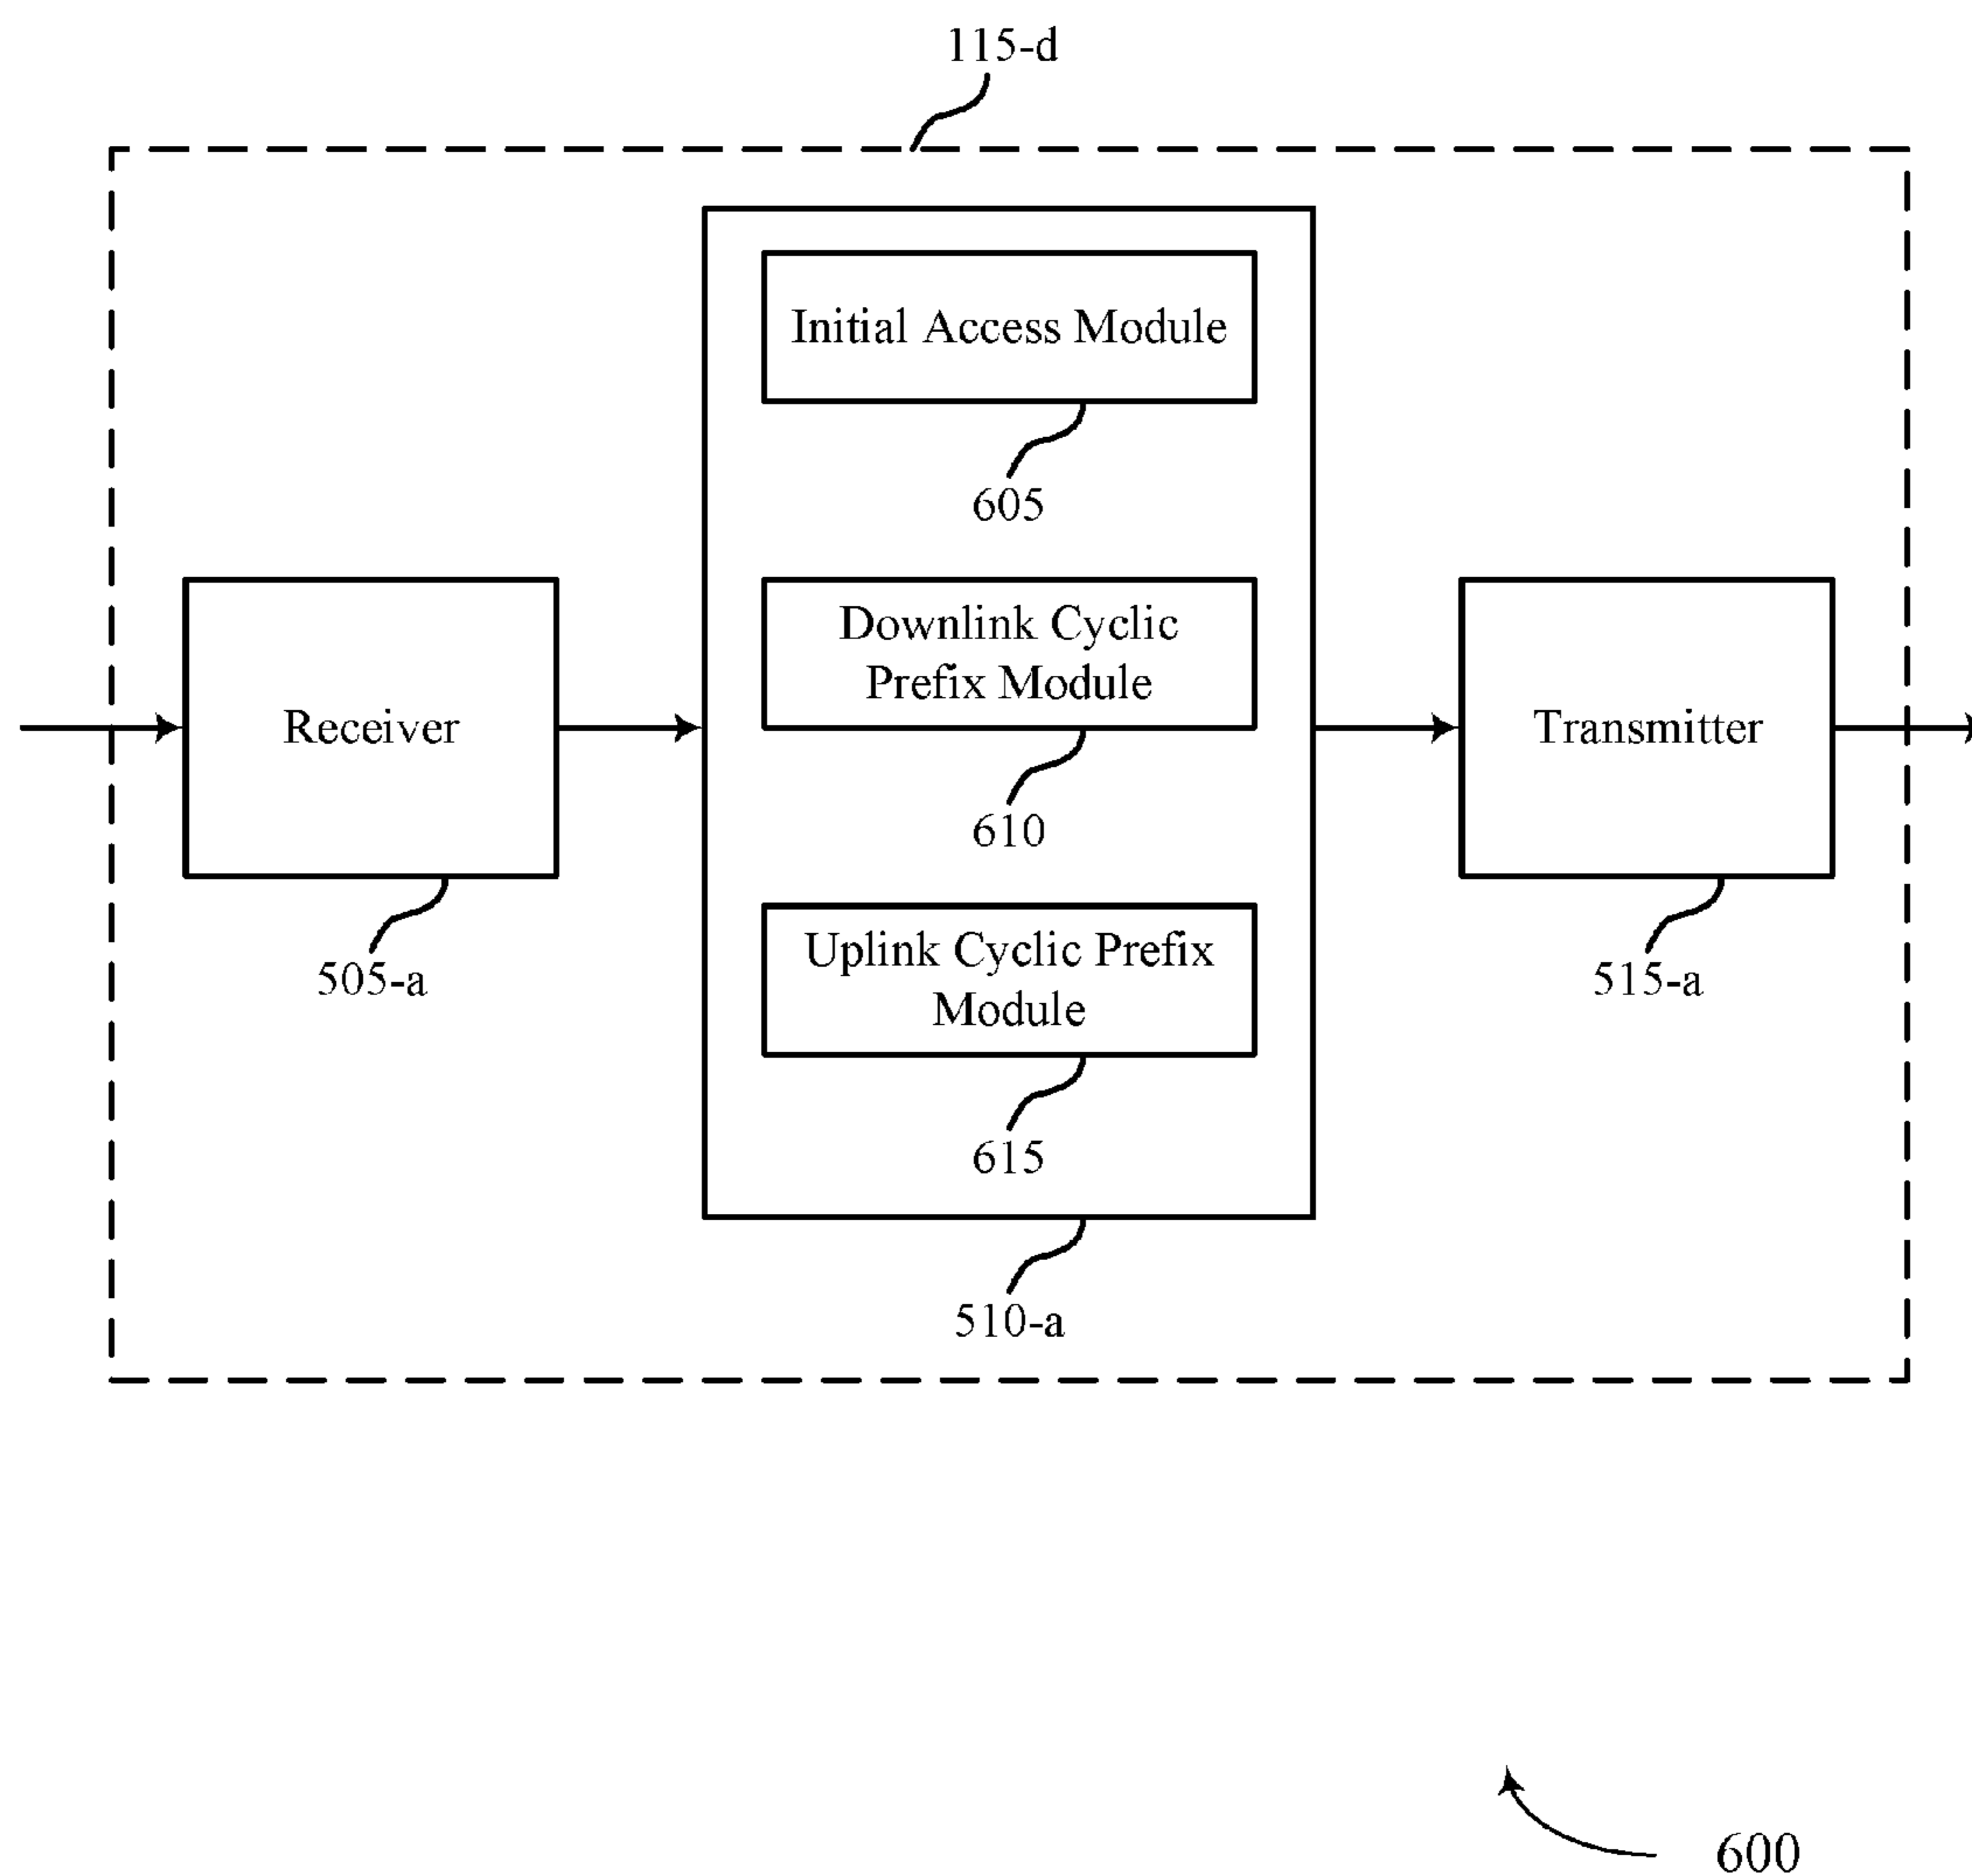 115-d
Initial Access Module
605
Downlink Cyclic
Prefix Module
610
Receiver
Transmitter
Uplink Cyclic Prefix
Module
505-a
515-a
615
510-a
600